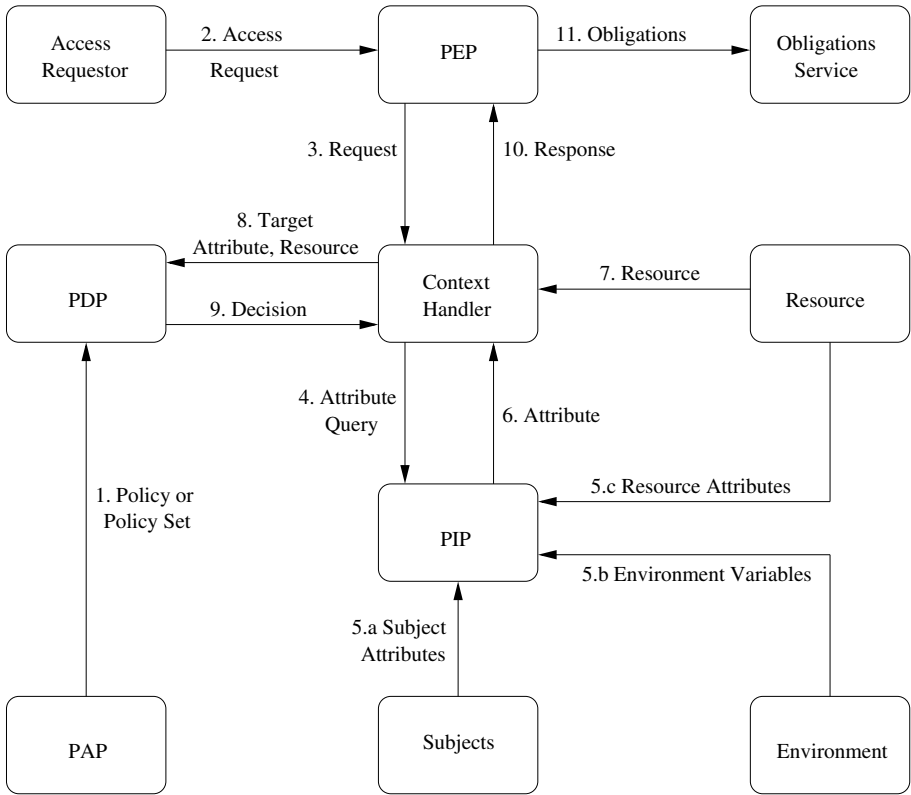 Access
Requestor
2. Access
Request
PEP
11. Obligations
Obligations
Service
3. Request
10. Response
8. Target
Attribute, Resource
PDP
9. Decision
Context
Handler
7. Resource
Resource
4. Attribute
Query
6. Attribute
1. Policy or
Policy Set
5.c Resource Attributes
PIP
5.b Environment Variables
5.a Subject
Attributes
PAP
Subjects
Environment